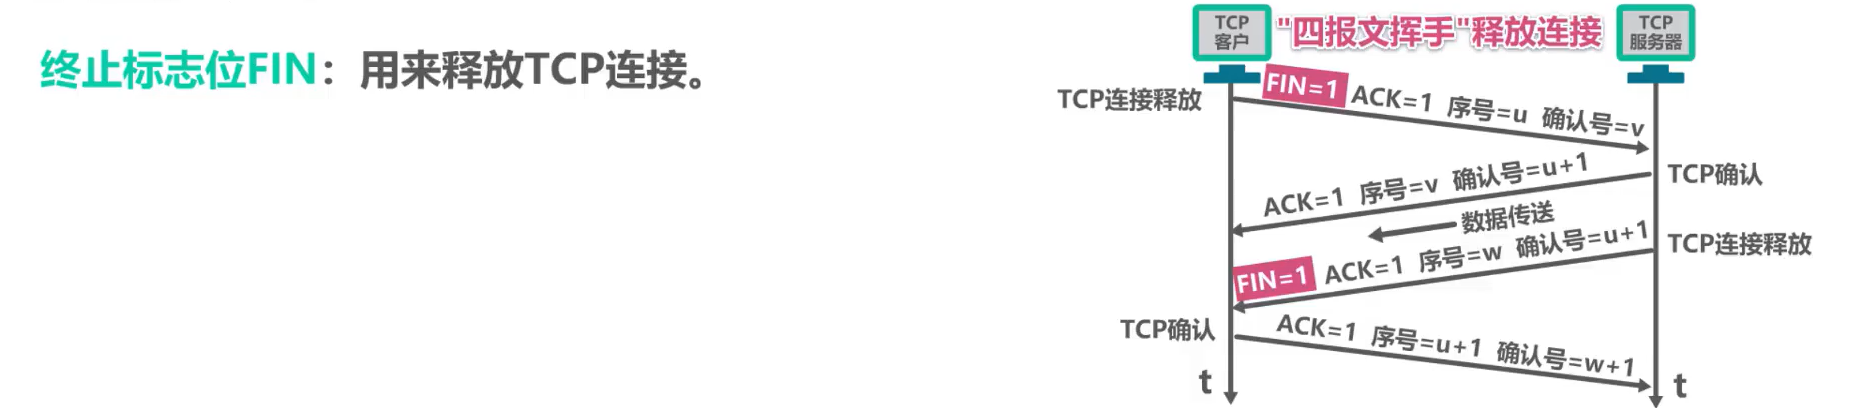 终止标志位FIN：用来释放TCP连接。
TCP
客户
"四报文挥手"释放连接
TCP
服务器
TCP连接释放
FIN=1 ACK=1 序号=u 确认号=v
TCP确认
ACK=1 序号=v 确认号=u+1
数据传送
TCP连接释放
FIN=1 ACK=1 序号=w 确认号=u+1
TCP确认
ACK=1 序号=u+1 确认号=w+1
t
t